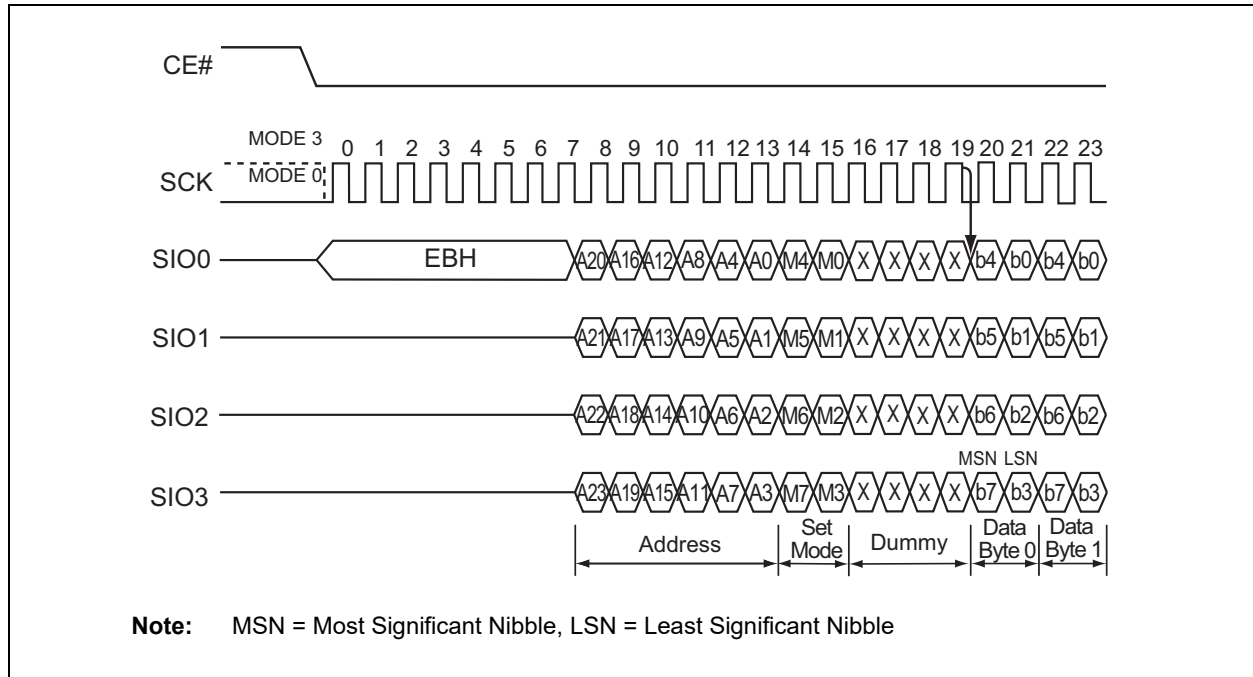 CE#
MODE 3
0 1 2 3 4 5 6 7 8 9 10 11 12 13 14 15 16 17 18 19 20 21 22 23
SCK
MODE 0
SIO0
EBH
A20 A16 A12 A8 A4 A0 M4 M0 X X X X b4 b0 b4 b0
SIO1
A21 A17 A13 A9 A5 A1 M5 M1 X X X X b5 b1 b5 b1
SIO2
A22 A18 A14 A10 A6 A2 M6 M2 X X X X b6 b2 b6 b2
MSN LSN
SIO3
A23 A19 A15 A11 A7 A3 M7 M3 X X X X b7 b3 b7 b3
Address
Set
Mode
Dummy
Data
Byte 0
Data
Byte 1
Note: MSN = Most Significant Nibble, LSN = Least Significant Nibble